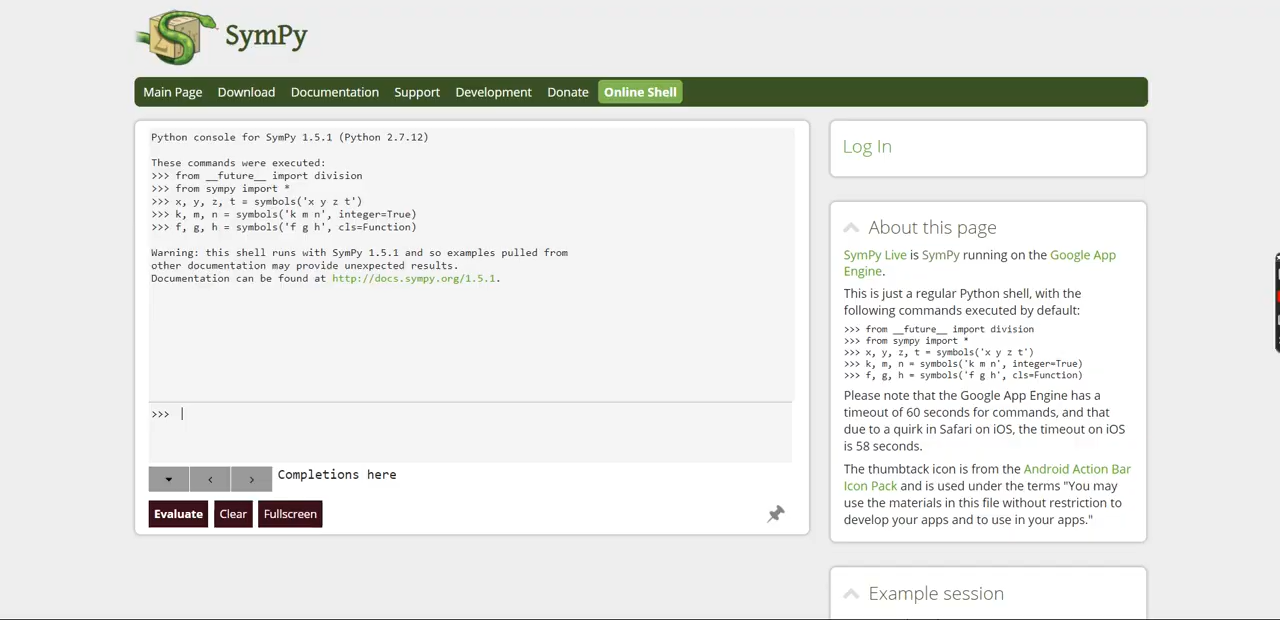 SymPy
Main Page Download Documentation Support Development Donate Online Shell
Python console for SymPy 1.5.1 (Python 2.7.12)
These commands were executed:
>>> from __future__ import division
>>> from sympy import *
>>> x, y, z, t = symbols('x y z t')
>>> k, m, n = symbols('k m n', integer=True)
>>> f, g, h = symbols('f g h', cls=Function)
Warning: this shell runs with SymPy 1.5.1 and so examples pulled from
other documentation may provide unexpected results.
Documentation can be found at http://docs.sympy.org/1.5.1.
>>>
Completions here
Evaluate Clear Fullscreen
Log In
About this page
SymPy Live is SymPy running on the Google App
Engine.
This is just a regular Python shell, with the
following commands executed by default:
>>> from __future__ import division
>>> from sympy import *
>>> x, y, z, t = symbols('x y z t')
>>> k, m, n = symbols('k m n', integer=True)
>>> f, g, h = symbols('f g h', cls=Function)
Please note that the Google App Engine has a
timeout of 60 seconds for commands, and that
due to a quirk in Safari on iOS, the timeout on iOS
is 58 seconds.
The thumbtack icon is from the Android Action Bar
Icon Pack and is used under the terms "You may
use the materials in this file without restriction to
develop your apps and to use in your apps."
Example session